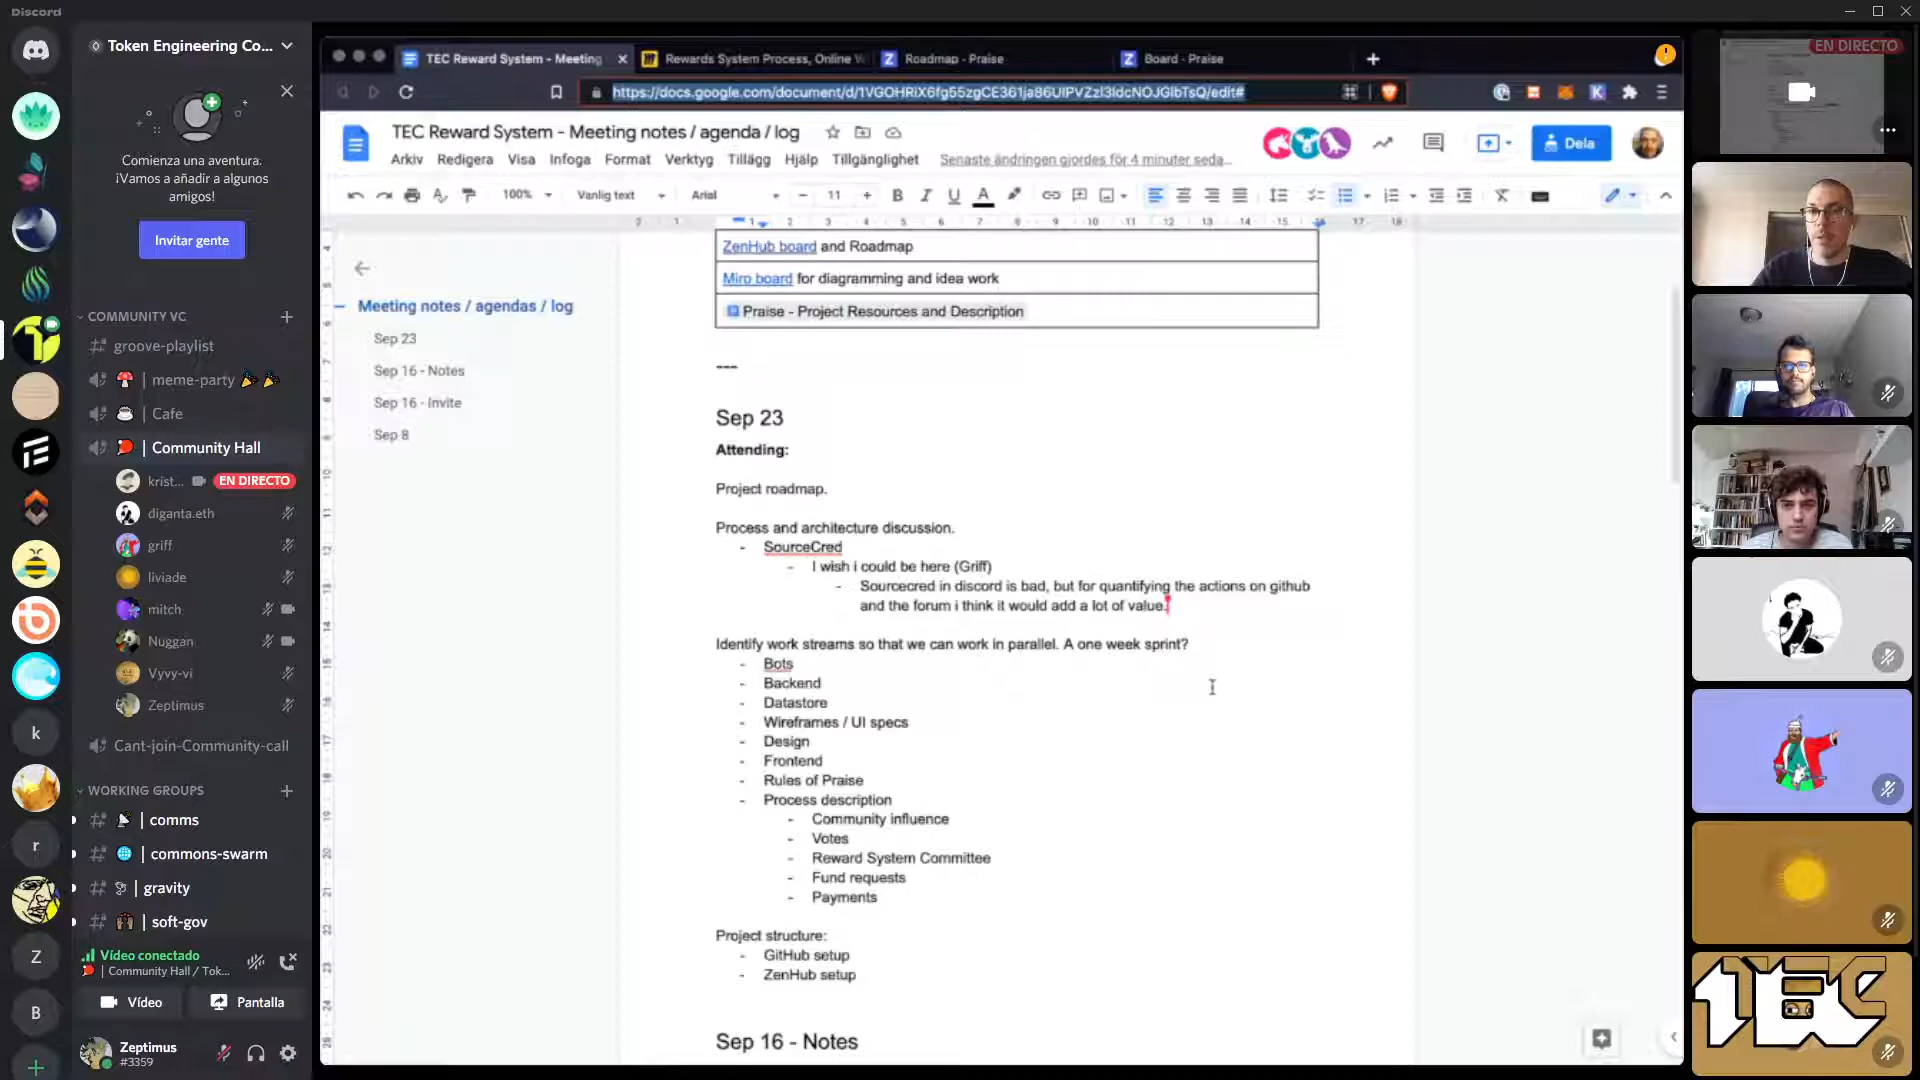 Discord
Token Engineering Co...
Comienza una aventura.
¡Vamos a añadir a algunos
amigos!
Invitar gente
COMMUNITY VC
groove-playlist
| meme-party
| Cafe
| Community Hall
krist...
EN DIRECTO
diganta.eth
griff
liviade
mitch
Nuggan
Vyvy-vi
Zeptimus
Cant-join-Community-call
WORKING GROUPS
| comms
| commons-swarm
| gravity
| soft-gov
Vídeo conectado
| Community Hall / Tok...
Vídeo
Pantalla
Zeptimus
#3359
k
r
Z
B
TEC Reward System - Meeting
Rewards System Process, Online W
Roadmap - Praise
Board - Praise
TEC Reward System - Meeting notes / agenda / log
Arkiv Redigera Visa Infoga Format Verktyg Tillägg Hjälp Tillgänglighet
Senaste ändringen gjordes för 4 minuter seda...
Dela
100%
Vanlig text
Arial
11
Meeting notes / agendas / log
Sep 23
Sep 16 - Notes
Sep 16 - Invite
Sep 8
ZenHub board and Roadmap
Miro board for diagramming and idea work
Praise - Project Resources and Description
---
Sep 23
Attending:
Project roadmap.
Process and architecture discussion.
- SourceCred
- I wish i could be here (Griff)
- Sourcecred in discord is bad, but for quantifying the actions on github
and the forum i think it would add a lot of value.
Identify work streams so that we can work in parallel. A one week sprint?
- Bots
- Backend
- Datastore
- Wireframes / UI specs
- Design
- Frontend
- Rules of Praise
- Process description
- Community influence
- Votes
- Reward System Committee
- Fund requests
- Payments
Project structure:
- GitHub setup
- ZenHub setup
Sep 16 - Notes
EN DIRECTO
TEC